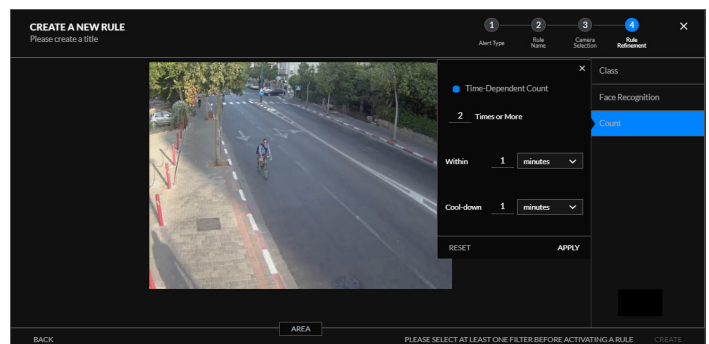 CREATE A NEW RULE
Please create a title
1 2 3 4
Alert Type
Rule
Name
Camera
Selection
Rule
Refinement
Time-Dependent Count
2 Times or More
Within 1 minutes
Cool-down 1 minutes
RESET APPLY
Class
Face Recognition
Count
AREA
BACK
PLEASE SELECT AT LEAST ONE FILTER BEFORE ACTIVATING A RULE
CREATE